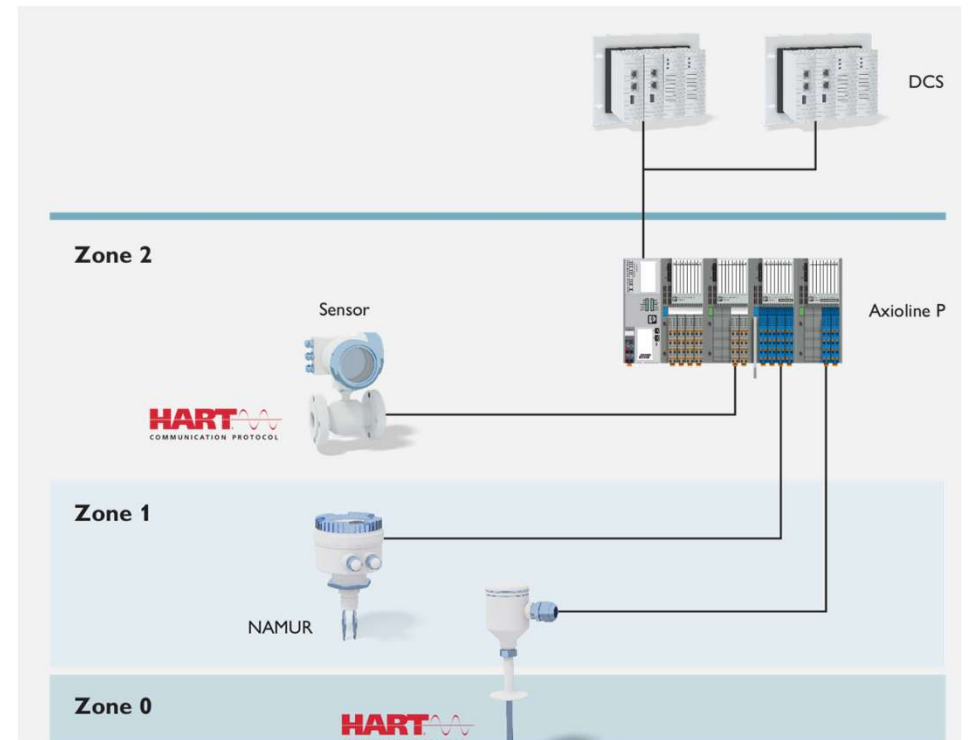 DCS
Zone 2
Sensor
Axioline P
HART
COMMUNICATION PROTOCOL
Zone 1
NAMUR
Zone 0
HART